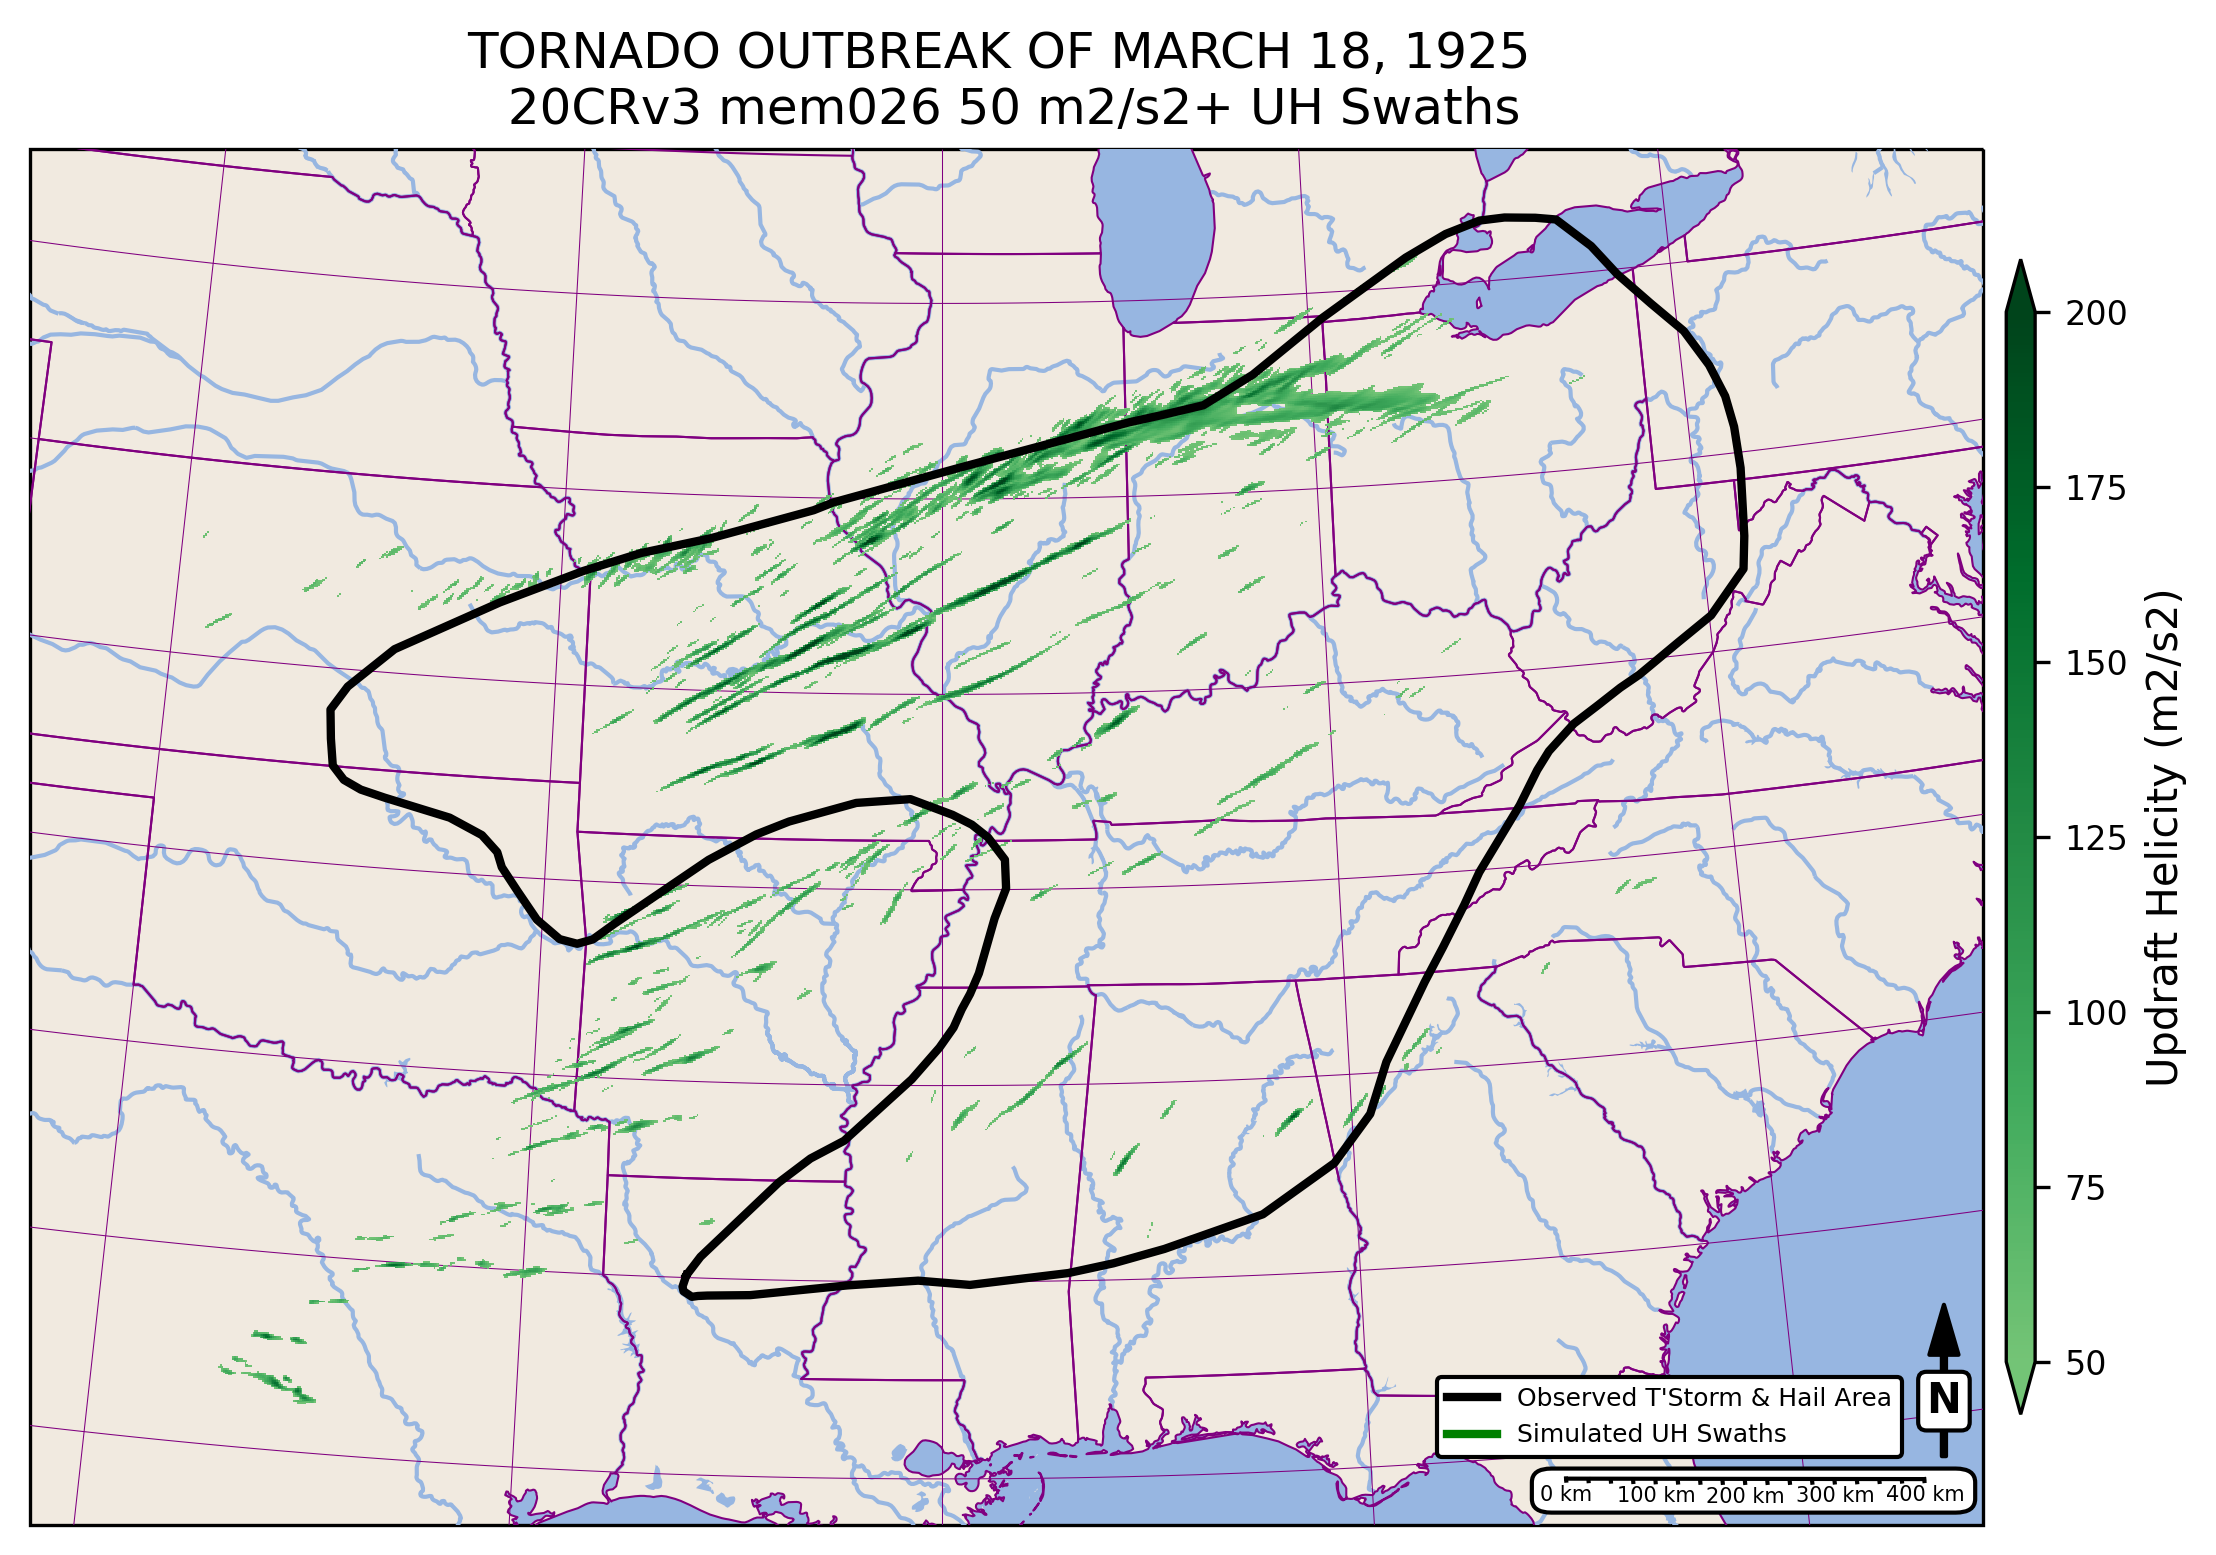 TORNADO OUTBREAK OF MARCH 18, 1925
20CRv3 mem026 50 m2/s2+ UH Swaths
200
175
150
125
100
75
50
Updraft Helicity (m2/s2)
Observed T'Storm & Hail Area
Simulated UH Swaths
N
0 km 100 km 200 km 300 km 400 km